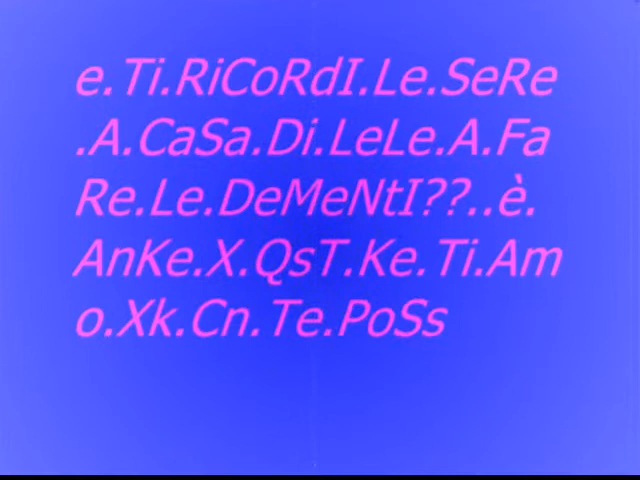 e.Ti.RiCoRdI.Le.SeRe
.A.CaSa.Di.LeLe.A.Fa
Re.Le.DeMeNtI??..è.
AnKe.X.QsT.Ke.Ti.Am
o.Xk.Cn.Te.PoSs